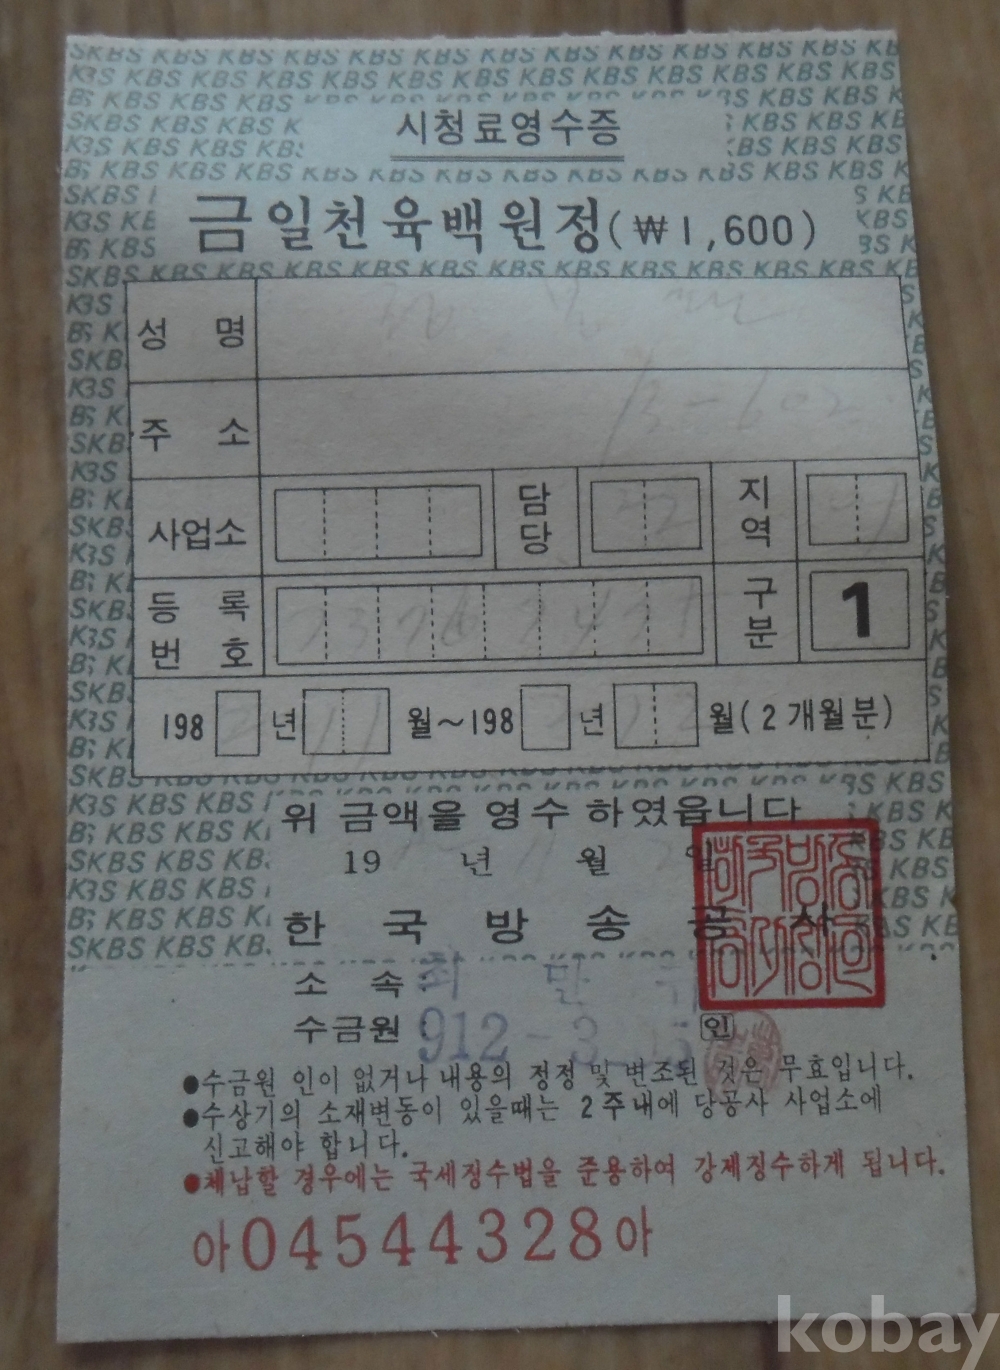 시청료영수증
금일천육백원정(₩1,600)
성 명
주 소 13-602
사업소 담당 지역
등록번호 구분 1
198 년 11 월~198 년 12 월(2개월분)
위 금액을 영수 하였읍니다
19 년 월 일
한 국 방 송 공 사
소 속
수금원 912-3 인
●수금원 인이 없거나 내용의 정정 및 변조된 것은 무효입니다.
●수상기의 소재변동이 있을때는 2주내에 당공사 사업소에
신고해야 합니다.
●체납할 경우에는 국세징수법을 준용하여 강제징수하게 됩니다.
아04544328아
kobay